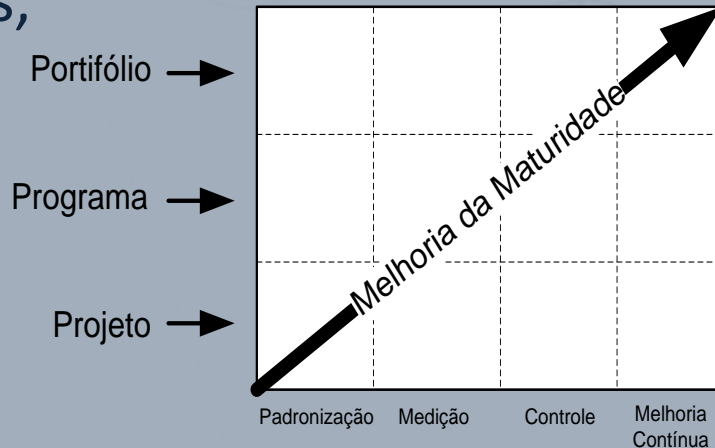 s,
Portifólio
Programa
Projeto
Melhoria da Maturidade
Padronização
Medição
Controle
Melhoria
Contínua